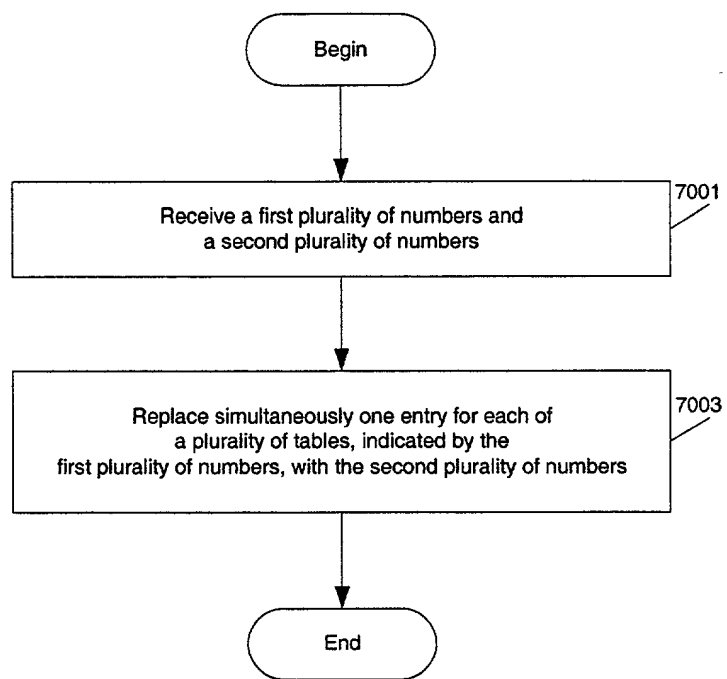 Begin
7001
Receive a first plurality of numbers and
a second plurality of numbers
7003
Replace simultaneously one entry for each of
a plurality of tables, indicated by the
first plurality of numbers, with the second plurality of numbers
End